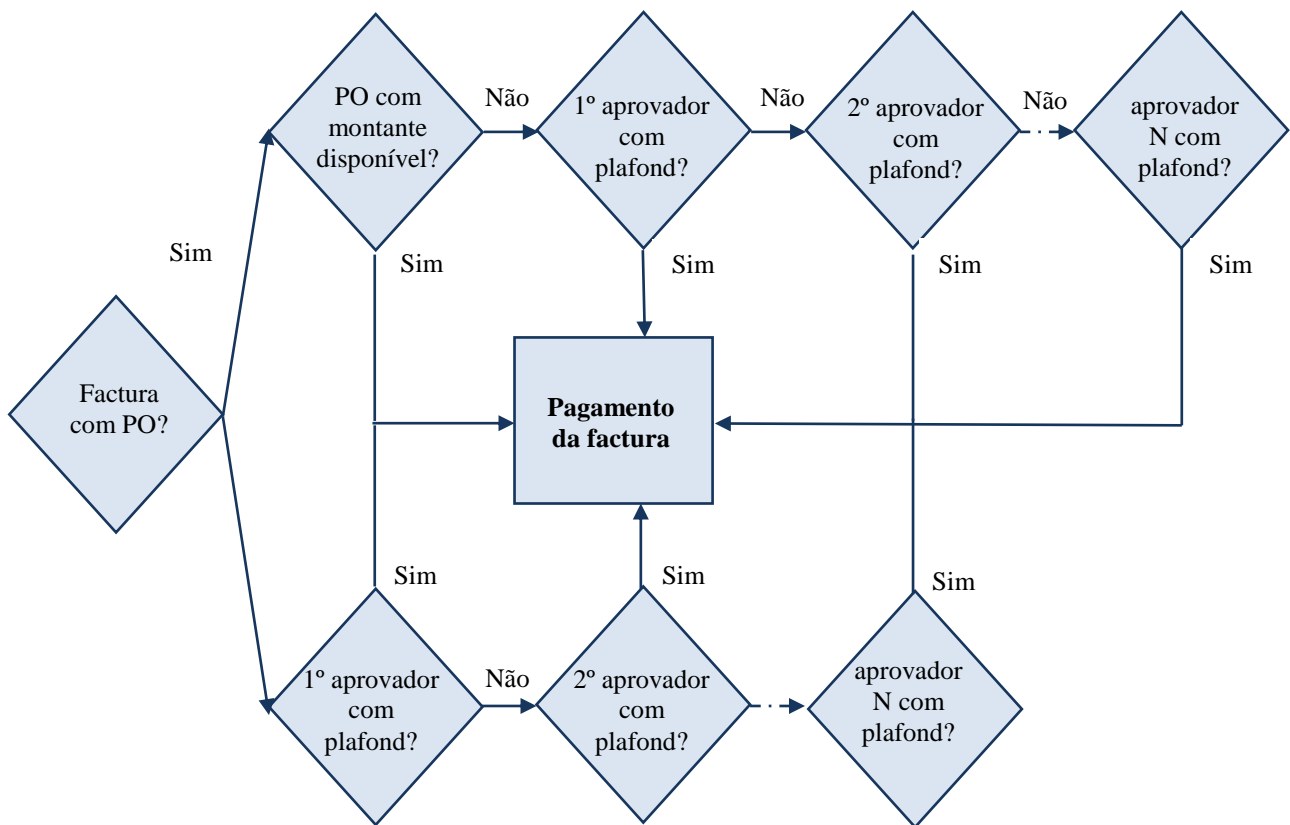 PO com
montante
disponível?
Não
1º aprovador
com
plafond?
Não
2º aprovador
com
plafond?
Não
aprovador
N com
plafond?
Sim
Sim
Sim
Sim
Sim
Factura
com PO?
Pagamento
da factura
Sim
Sim
Sim
1º aprovador
com
plafond?
Não
2º aprovador
com
plafond?
aprovador
N com
plafond?